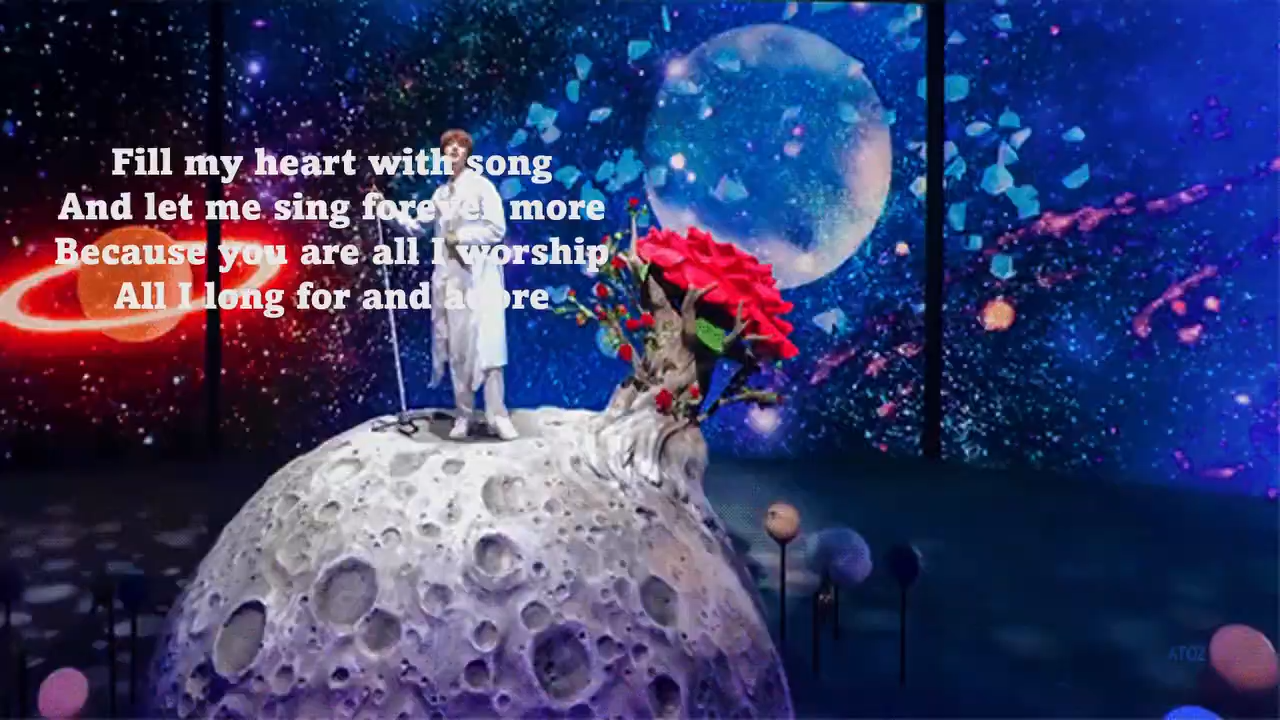 Fill my heart with song
And let me sing forever more
Because you are all I worship
All I long for and adore
ATOZ